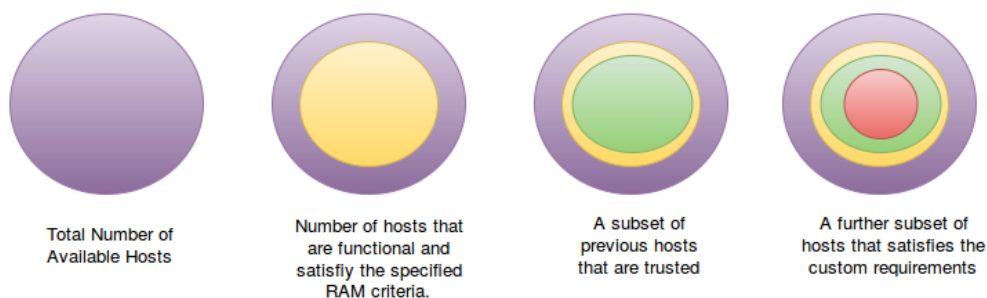 Total Number of
Available Hosts
Number of hosts that
are functional and
satisfiy the specified
RAM criteria.
A subset of
previous hosts
that are trusted
A further subset of
hosts that satisfies the
custom requirements